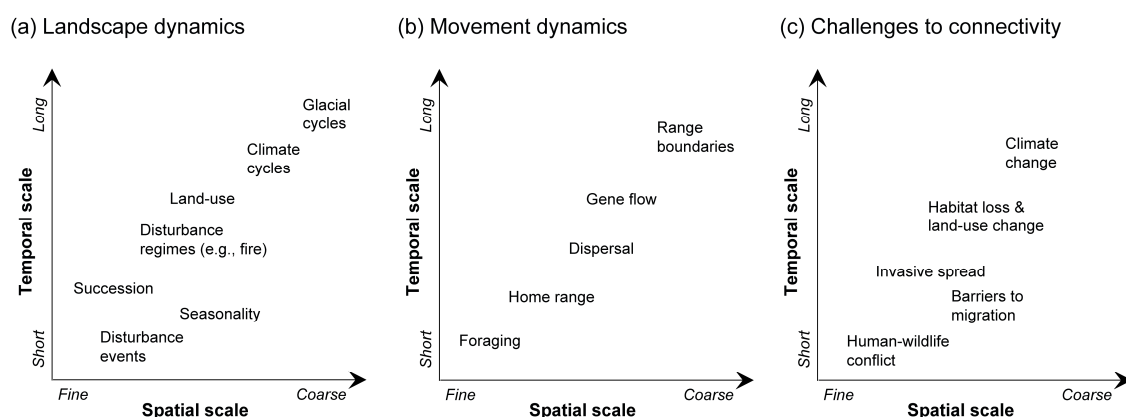 (a) Landscape dynamics
Long
Temporal scale
Short
Glacial
cycles
Climate
cycles
Land-use
Disturbance
regimes (e.g., fire)
Succession
Seasonality
Disturbance
events
Fine
Coarse
Spatial scale
(b) Movement dynamics
Long
Temporal scale
Short
Range
boundaries
Gene flow
Dispersal
Home range
Foraging
Fine
Coarse
Spatial scale
(c) Challenges to connectivity
Long
Temporal scale
Short
Climate
change
Habitat loss &
land-use change
Invasive spread
Barriers to
migration
Human-wildlife
conflict
Fine
Coarse
Spatial scale